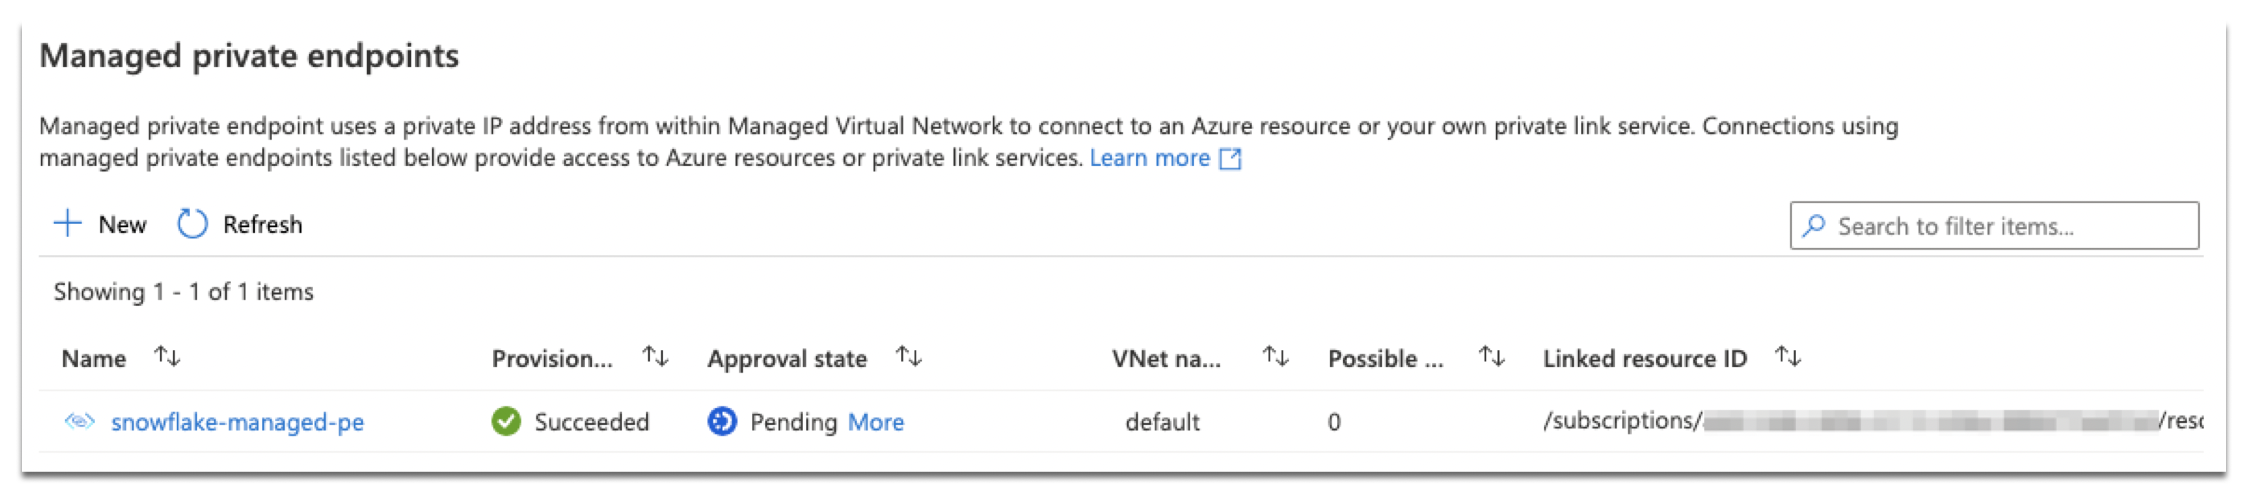 Managed private endpoints
Managed private endpoint uses a private IP address from within Managed Virtual Network to connect to an Azure resource or your own private link service. Connections using
managed private endpoints listed below provide access to Azure resources or private link services. Learn more
New Refresh Search to filter items...
Showing 1 - 1 of 1 items
Name Provision... Approval state VNet na... Possible ... Linked resource ID
snowflake-managed-pe Succeeded Pending More default 0 /subscriptions/ /resc